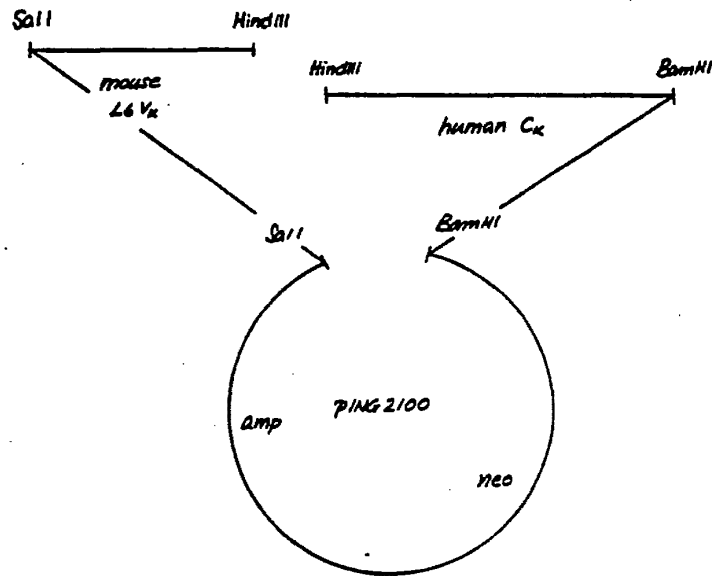 SalI
HindIII
mouse
L6 Vκ
HindIII
BamHI
human Cκ
SalI
BamHI
amp
pING2100
neo